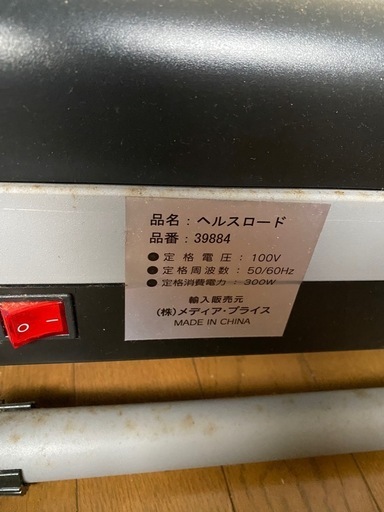 品名：ヘルスロード
品番：39884
● 定格電圧：100V
● 定格周波数：50/60Hz
● 定格消費電力：300W
輸入販売元
(株)メディア・プライス
MADE IN CHINA